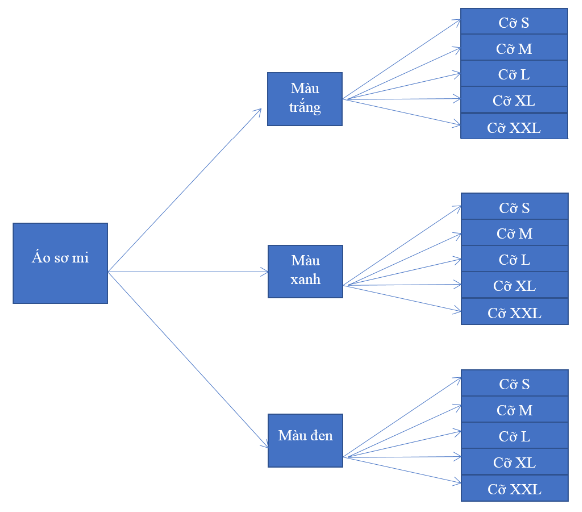 Áo sơ mi
Màu
trắng
Cỡ S
Cỡ M
Cỡ L
Cỡ XL
Cỡ XXL
Màu
xanh
Cỡ S
Cỡ M
Cỡ L
Cỡ XL
Cỡ XXL
Màu đen
Cỡ S
Cỡ M
Cỡ L
Cỡ XL
Cỡ XXL